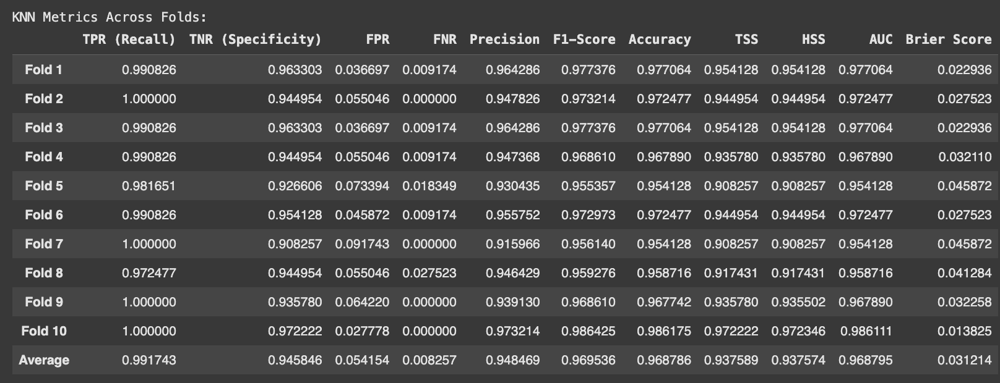 KNN Metrics Across Folds:
TPR (Recall) TNR (Specificity) FPR FNR Precision F1-Score Accuracy TSS HSS AUC Brier Score
Fold 1 0.990826 0.963303 0.036697 0.009174 0.964286 0.977376 0.977064 0.954128 0.954128 0.977064 0.022936
Fold 2 1.000000 0.944954 0.055046 0.000000 0.947826 0.973214 0.972477 0.944954 0.944954 0.972477 0.027523
Fold 3 0.990826 0.963303 0.036697 0.009174 0.964286 0.977376 0.977064 0.954128 0.954128 0.977064 0.022936
Fold 4 0.990826 0.944954 0.055046 0.009174 0.947368 0.968610 0.967890 0.935780 0.935780 0.967890 0.032110
Fold 5 0.981651 0.926606 0.073394 0.018349 0.930435 0.955357 0.954128 0.908257 0.908257 0.954128 0.045872
Fold 6 0.990826 0.954128 0.045872 0.009174 0.955752 0.972973 0.972477 0.944954 0.944954 0.972477 0.027523
Fold 7 1.000000 0.908257 0.091743 0.000000 0.915966 0.956140 0.954128 0.908257 0.908257 0.954128 0.045872
Fold 8 0.972477 0.944954 0.055046 0.027523 0.946429 0.959276 0.958716 0.917431 0.917431 0.958716 0.041284
Fold 9 1.000000 0.935780 0.064220 0.000000 0.939130 0.968610 0.967742 0.935780 0.935502 0.967890 0.032258
Fold 10 1.000000 0.972222 0.027778 0.000000 0.973214 0.986425 0.986175 0.972222 0.972346 0.986111 0.013825
Average 0.991743 0.945846 0.054154 0.008257 0.948469 0.969536 0.968786 0.937589 0.937574 0.968795 0.031214